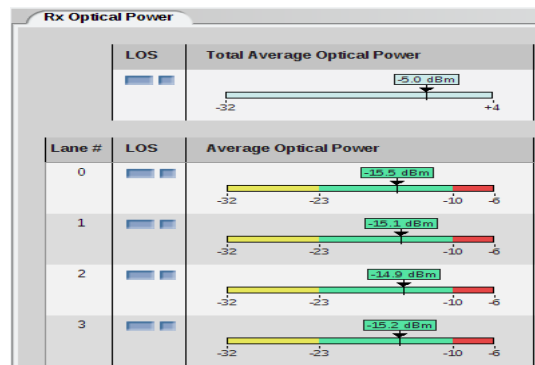 Rx Optical Power
LOS Total Average Optical Power
-5.0 dBm
-32 +4
Lane # LOS Average Optical Power
0 -15.5 dBm
-32 -23 -10 -6
1 -15.1 dBm
-32 -23 -10 -6
2 -14.9 dBm
-32 -23 -10 -6
3 -15.2 dBm
-32 -23 -10 -6